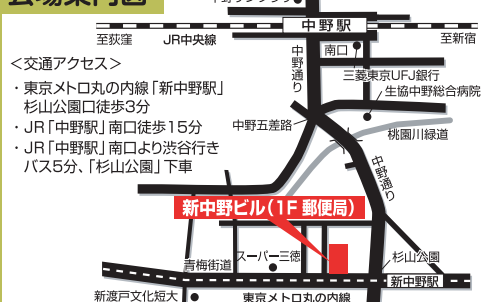 会場案内図
中野サンプラザ
中野駅
至荻窪
JR中央線
至新宿
南口
中野通り
三菱東京UFJ銀行
<交通アクセス>
・東京メトロ丸の内線「新中野駅」
杉山公園口徒歩3分
・JR「中野駅」南口徒歩15分
・JR「中野駅」南口より渋谷行き
バス5分、「杉山公園」下車
生協中野総合病院
中野五差路
桃園川緑道
中野通り
新中野ビル(1F 郵便局)
青梅街道
スーパー三徳
杉山公園
新中野駅
新渡戸文化短大
東京メトロ丸の内線